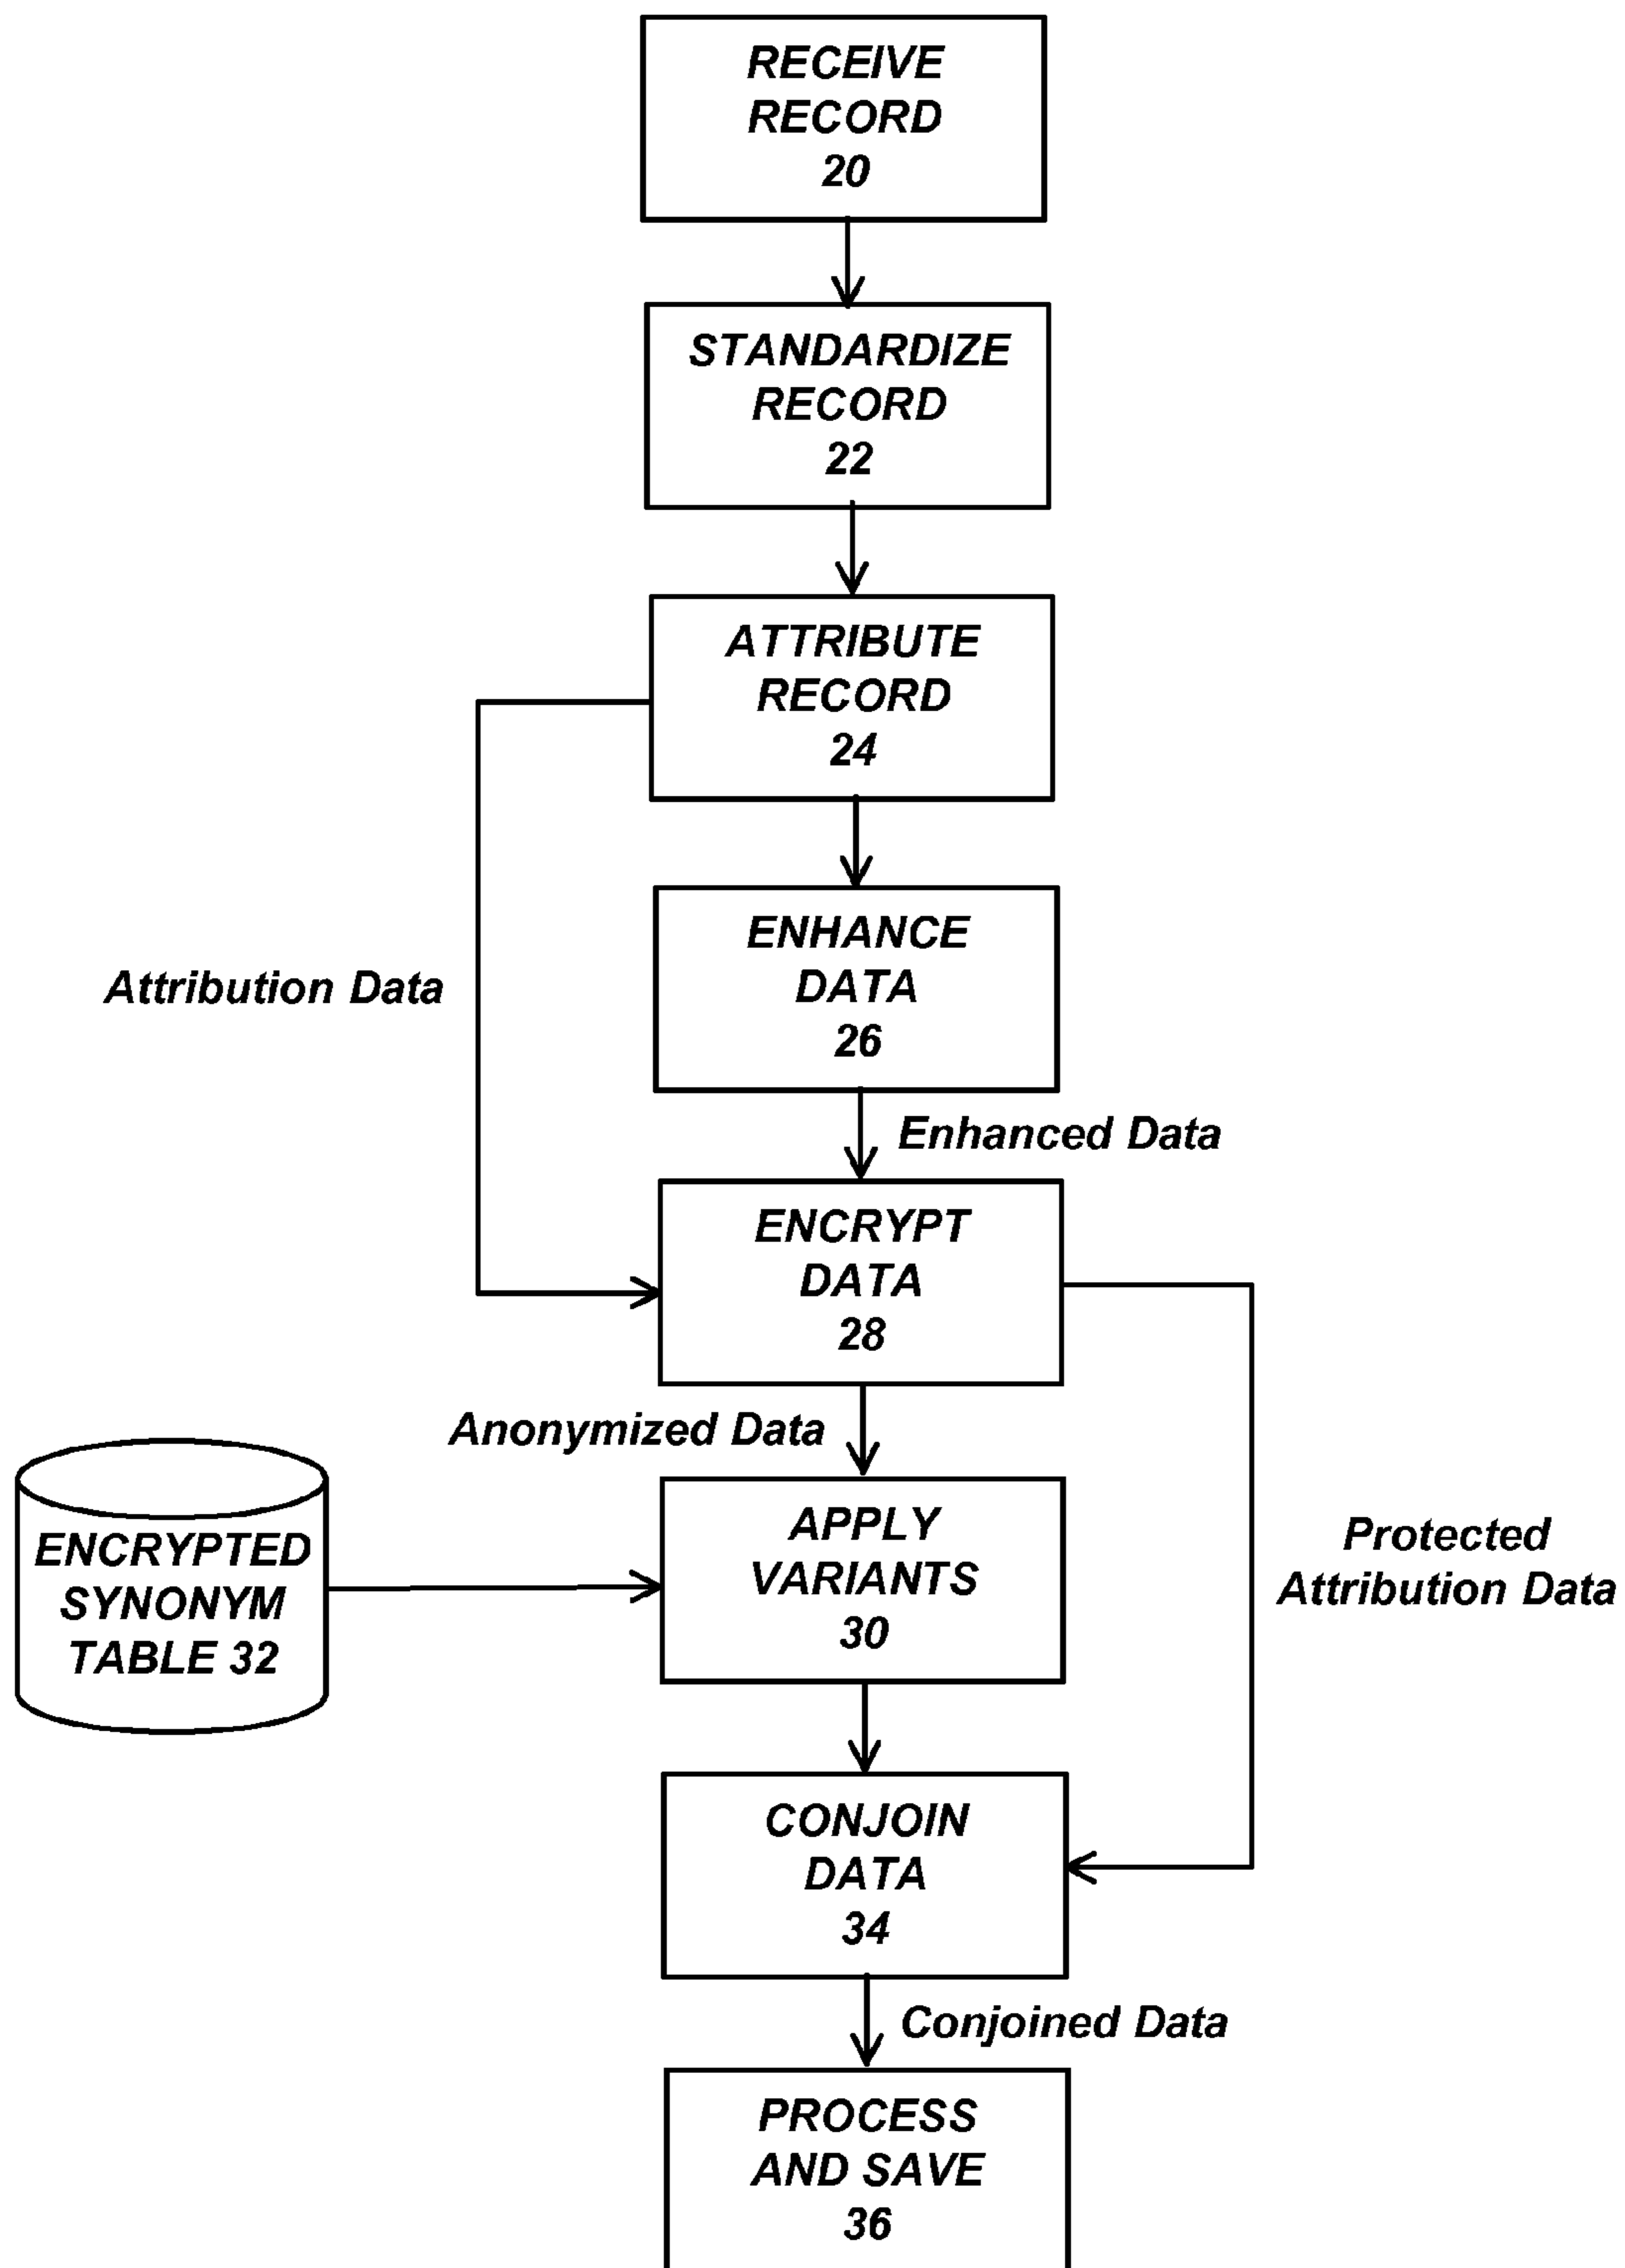 RECEIVE
RECORD
20
STANDARDIZE
RECORD
22
ATTRIBUTE
RECORD
24
ENHANCE
DATA
26
Attribution Data
Enhanced Data
ENCRYPT
DATA
28
Anonymized Data
ENCRYPTED
SYNONYM
TABLE 32
APPLY
VARIANTS
30
Protected
Attribution Data
CONJOIN
DATA
34
Conjoined Data
PROCESS
AND SAVE
36